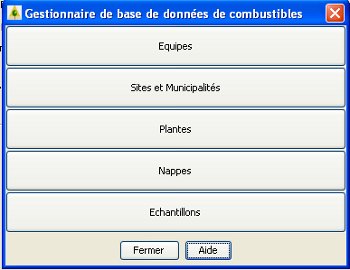 Gestionnaire de base de données de combustibles
Equipes
Sites et Municipalités
Plantes
Nappes
Echantillons
Fermer Aide